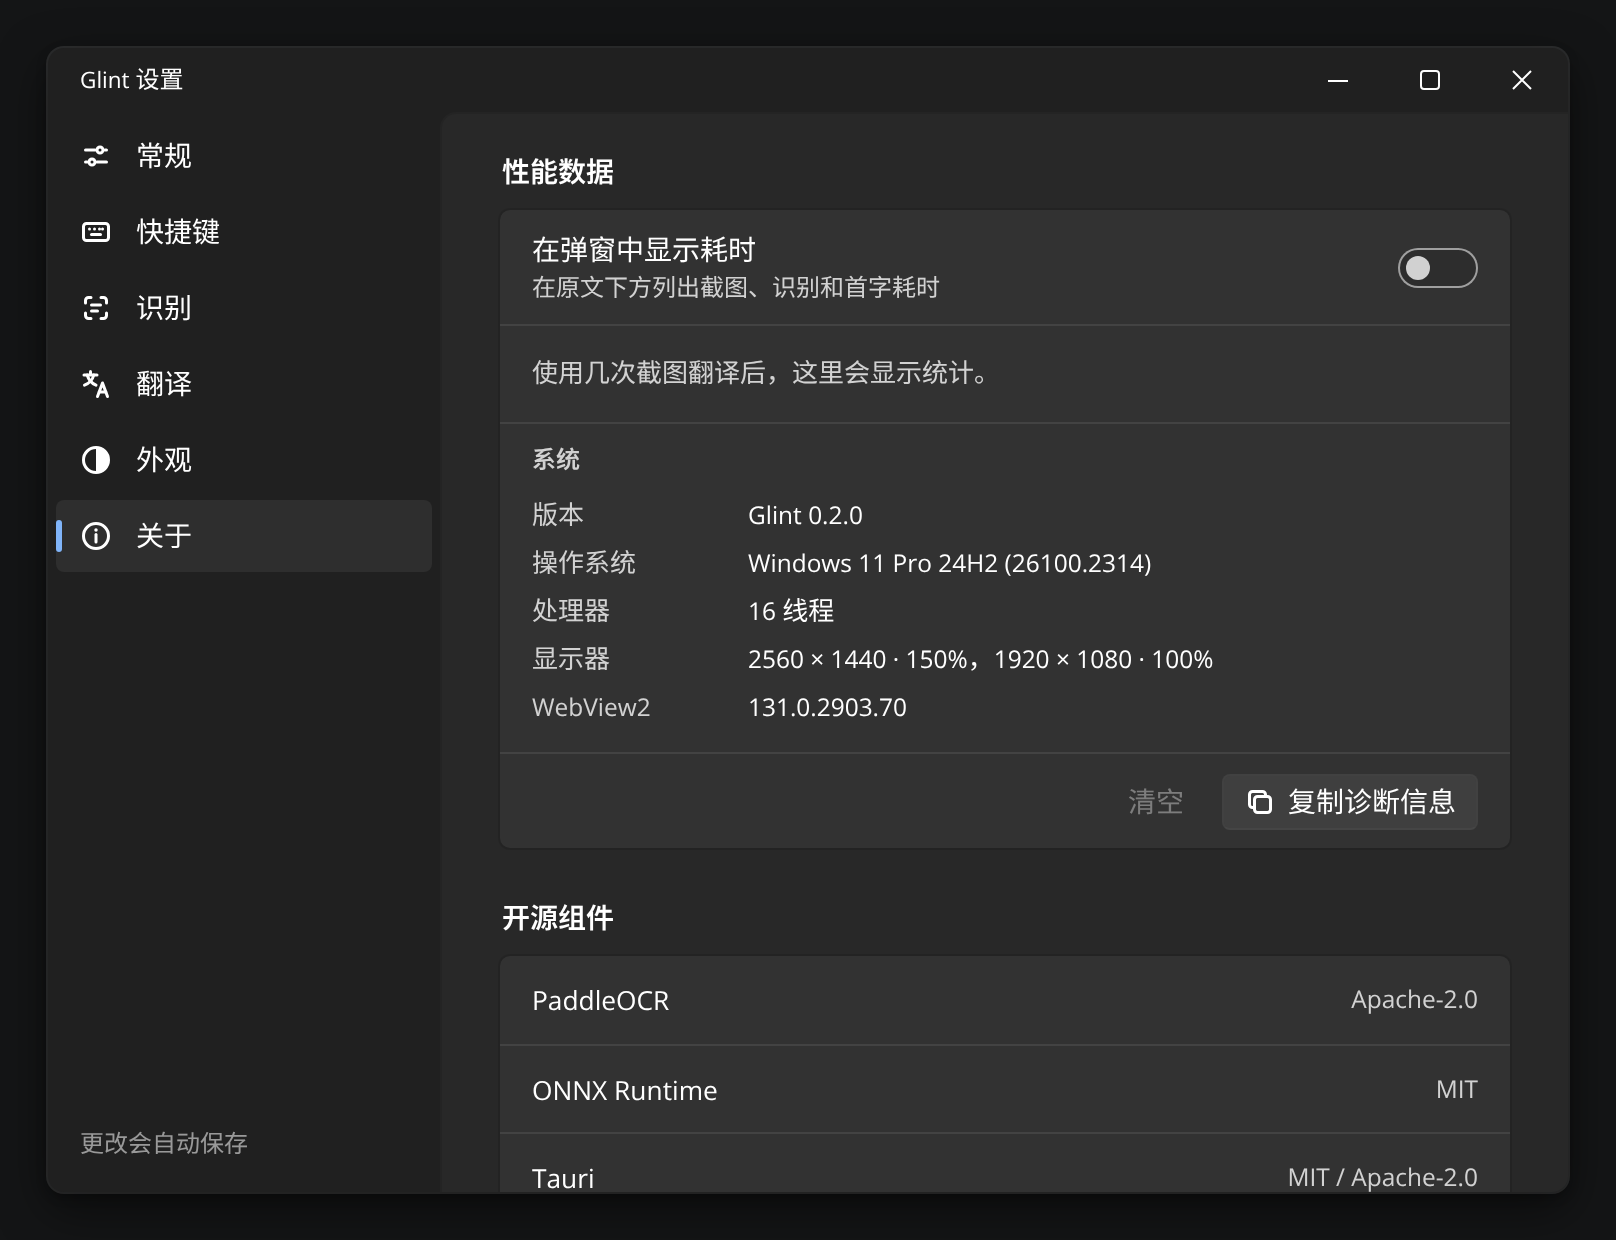 Glint 设置
常规
快捷键
识别
翻译
外观
关于
更改会自动保存
性能数据
在弹窗中显示耗时
在原文下方列出截图、识别和首字耗时
使用几次截图翻译后，这里会显示统计。
系统
版本 Glint 0.2.0
操作系统 Windows 11 Pro 24H2 (26100.2314)
处理器 16 线程
显示器 2560 × 1440 · 150%，1920 × 1080 · 100%
WebView2 131.0.2903.70
清空 复制诊断信息
开源组件
PaddleOCR Apache-2.0
ONNX Runtime MIT
Tauri MIT / Apache-2.0